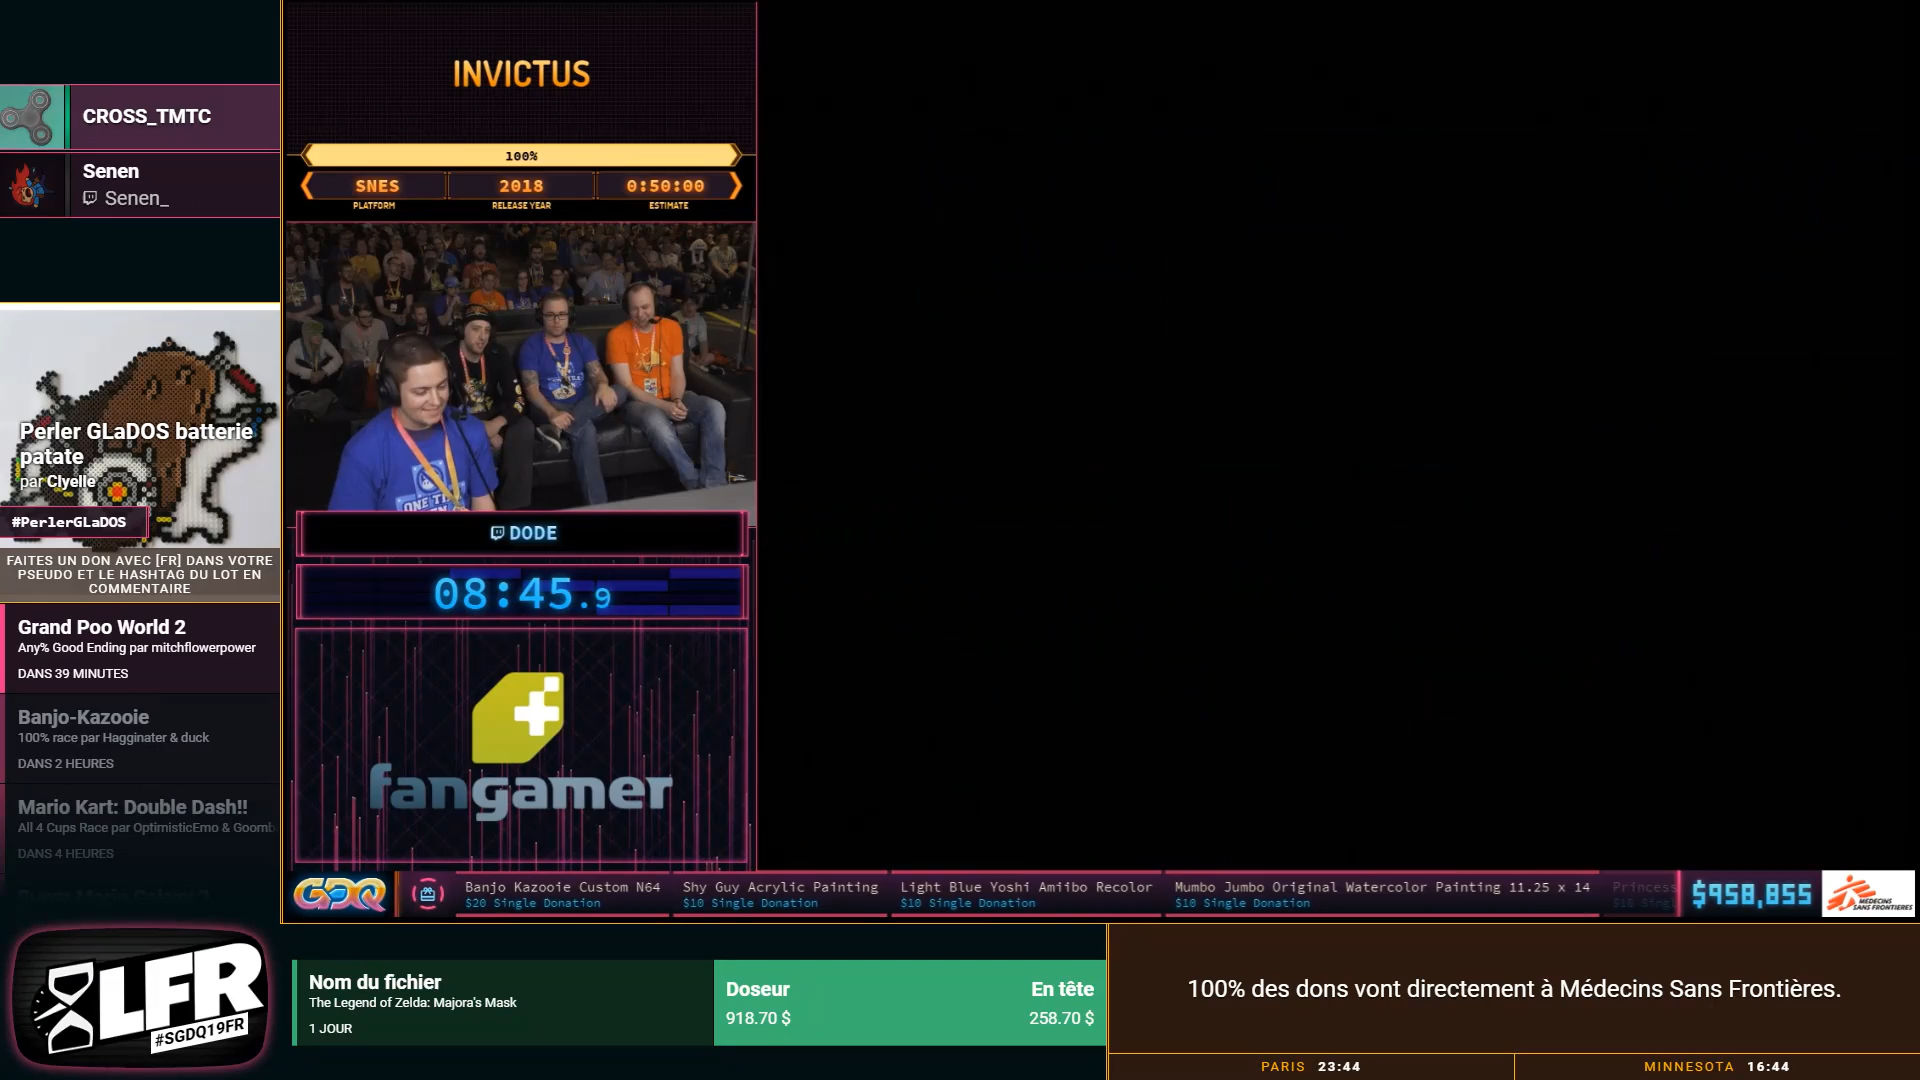 CROSS_TMTC
Senen
Senen_
Perler GLaDOS batterie
patate
par Clyelle
#PerlerGLaDOS
FAITES UN DON AVEC [FR] DANS VOTRE
PSEUDO ET LE HASHTAG DU LOT EN
COMMENTAIRE
Grand Poo World 2
Any% Good Ending par mitchflowerpower
DANS 39 MINUTES
Banjo-Kazooie
100% race par Hagginater & duck
DANS 2 HEURES
Mario Kart: Double Dash!!
All 4 Cups Race par OptimisticEmo & Goomb
DANS 4 HEURES
LFR
#SGDQ19FR
INVICTUS
100%
SNES
2018
0:50:00
PLATFORM
RELEASE YEAR
ESTIMATE
DODE
08:45.9
fangamer
GDQ
Banjo Kazooie Custom N64
$20 Single Donation
Shy Guy Acrylic Painting
$10 Single Donation
Light Blue Yoshi Amiibo Recolor
$10 Single Donation
Mumbo Jumbo Original Watercolor Painting 11.25 x 14
$10 Single Donation
Princess
$958,855
MEDECINS
SANS FRONTIERES
Nom du fichier
The Legend of Zelda: Majora's Mask
1 JOUR
Doseur
918.70 $
En tête
258.70 $
100% des dons vont directement à Médecins Sans Frontières.
PARIS 23:44
MINNESOTA 16:44